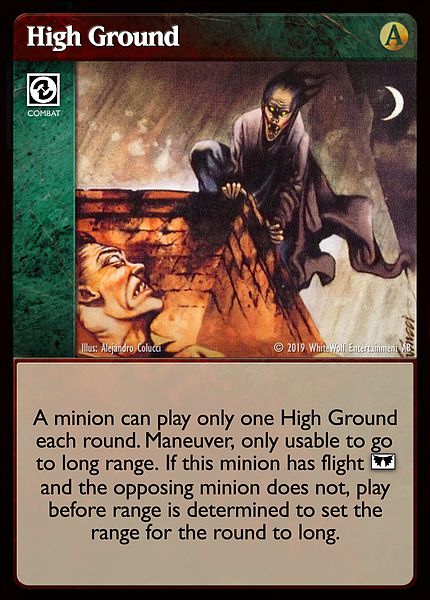 High Ground
A
COMBAT
Illus: Alejandro Colucci
© 2019 WhiteWolf Entertainment AB
A minion can play only one High Ground
each round. Maneuver, only usable to go
to long range. If this minion has flight
and the opposing minion does not, play
before range is determined to set the
range for the round to long.